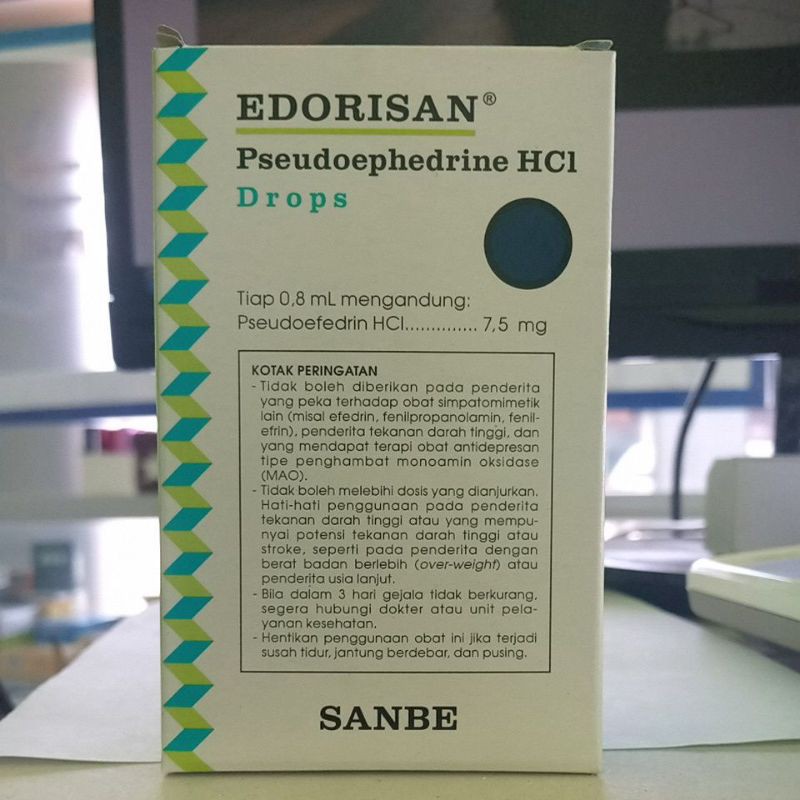 EDORISAN®
Pseudoephedrine HCl
Drops
Tiap 0,8 mL mengandung:
Pseudoefedrin HCl.............. 7,5 mg
KOTAK PERINGATAN
- Tidak boleh diberikan pada penderita
yang peka terhadap obat simpatomimetik
lain (misal efedrin, fenilpropanolamin, fenil-
efrin), penderita tekanan darah tinggi, dan
yang mendapat terapi obat antidepresan
tipe penghambat monoamin oksidase
(MAO).
- Tidak boleh melebihi dosis yang dianjurkan.
Hati-hati penggunaan pada penderita
tekanan darah tinggi atau yang mempu-
nyai potensi tekanan darah tinggi atau
stroke, seperti pada penderita dengan
berat badan berlebih (over-weight) atau
penderita usia lanjut.
- Bila dalam 3 hari gejala tidak berkurang,
segera hubungi dokter atau unit pela-
yanan kesehatan.
- Hentikan penggunaan obat ini jika terjadi
susah tidur, jantung berdebar, dan pusing.
SANBE